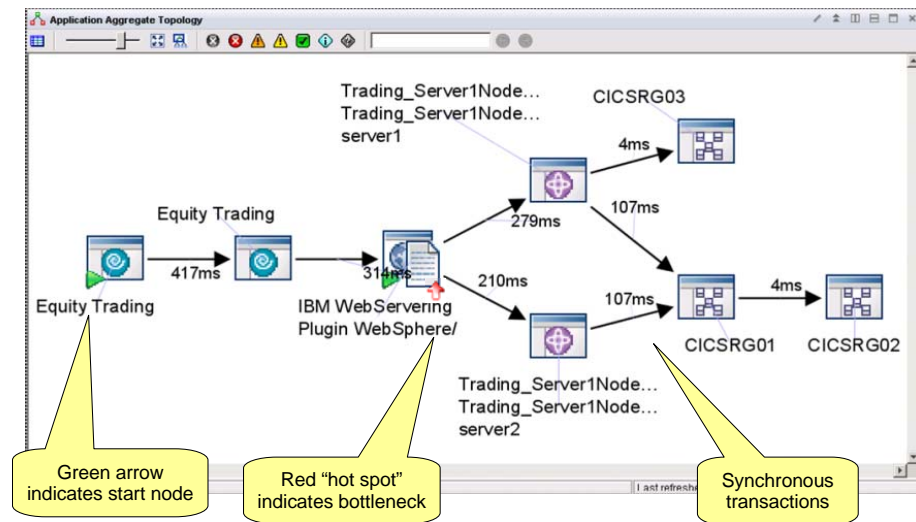 Application Aggregate Topology
Trading_Server1Node...
Trading_Server1Node...
server1
CICSRG03
4ms
Equity Trading
279ms
107ms
417ms
314ms
210ms
4ms
Equity Trading
IBM WebServering
Plugin WebSphere/
107ms
CICSRG01
CICSRG02
Trading_Server1Node...
Trading_Server1Node...
server2
Green arrow
indicates start node
Red “hot spot”
indicates bottleneck
Synchronous
transactions
Last refreshe